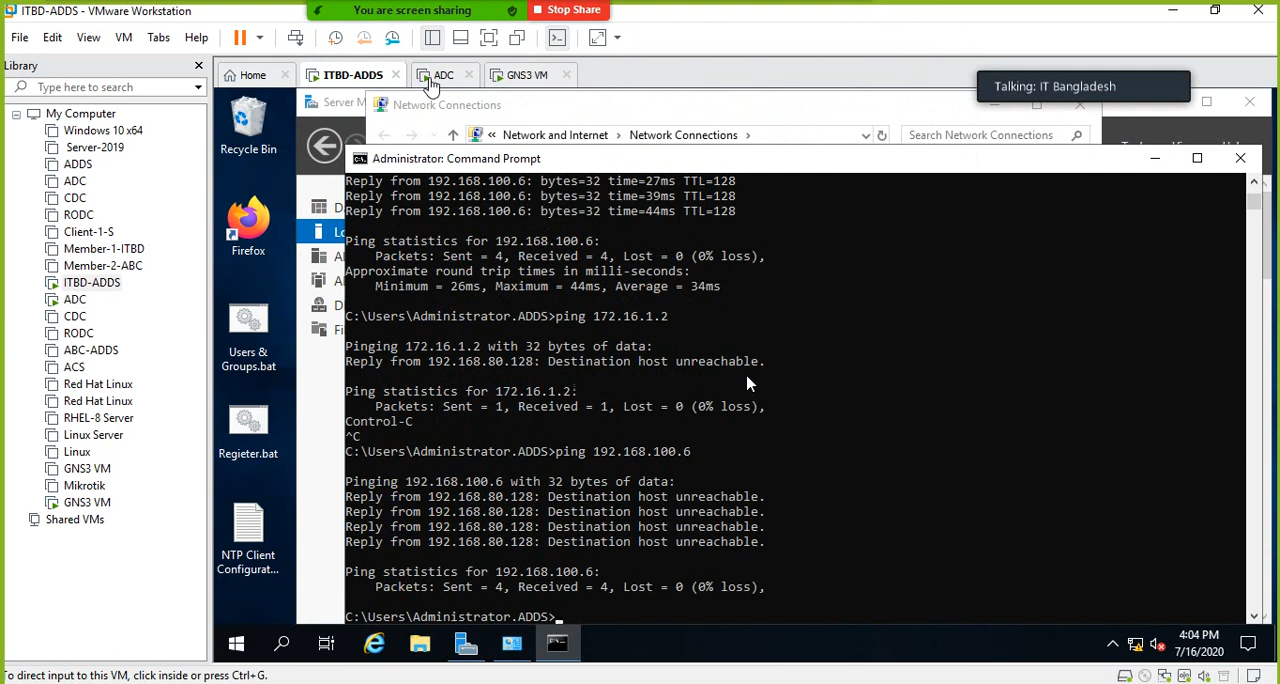 ITBD-ADDS - VMware Workstation
You are screen sharing
Stop Share
File Edit View VM Tabs Help
Library
Type here to search
My Computer
Windows 10 x64
Server-2019
ADDS
ADC
CDC
RODC
Client-1-S
Member-1-ITBD
Member-2-ABC
ITBD-ADDS
ADC
CDC
RODC
ABC-ADDS
ACS
Red Hat Linux
Red Hat Linux
RHEL-8 Server
Linux Server
Linux
GNS3 VM
Mikrotik
GNS3 VM
Shared VMs
Home
ITBD-ADDS
ADC
GNS3 VM
Talking: IT Bangladesh
Recycle Bin
Firefox
Users &
Groups.bat
Regieter.bat
NTP Client
Configurat...
Server M
Network Connections
« Network and Internet › Network Connections ›
Search Network Connections
Administrator: Command Prompt
Reply from 192.168.100.6: bytes=32 time=27ms TTL=128
Reply from 192.168.100.6: bytes=32 time=39ms TTL=128
Reply from 192.168.100.6: bytes=32 time=44ms TTL=128
Ping statistics for 192.168.100.6:
Packets: Sent = 4, Received = 4, Lost = 0 (0% loss),
Approximate round trip times in milli-seconds:
Minimum = 26ms, Maximum = 44ms, Average = 34ms
C:\Users\Administrator.ADDS>ping 172.16.1.2
Pinging 172.16.1.2 with 32 bytes of data:
Reply from 192.168.80.128: Destination host unreachable.
Ping statistics for 172.16.1.2:
Packets: Sent = 1, Received = 1, Lost = 0 (0% loss),
Control-C
^C
C:\Users\Administrator.ADDS>ping 192.168.100.6
Pinging 192.168.100.6 with 32 bytes of data:
Reply from 192.168.80.128: Destination host unreachable.
Reply from 192.168.80.128: Destination host unreachable.
Reply from 192.168.80.128: Destination host unreachable.
Reply from 192.168.80.128: Destination host unreachable.
Ping statistics for 192.168.100.6:
Packets: Sent = 4, Received = 4, Lost = 0 (0% loss),
C:\Users\Administrator.ADDS>
4:04 PM
7/16/2020
To direct input to this VM, click inside or press Ctrl+G.